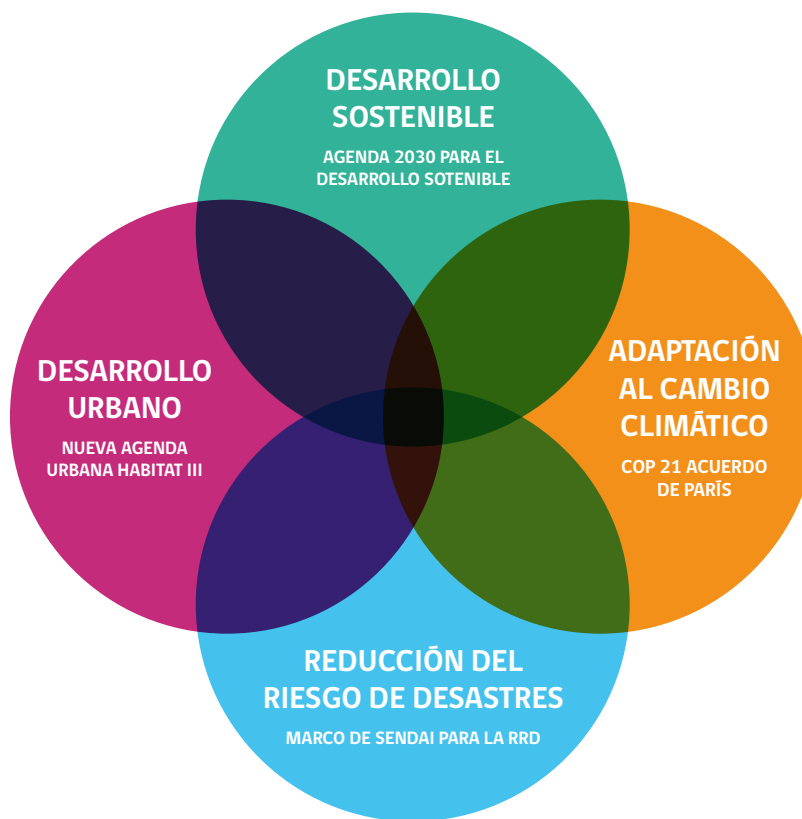 DESARROLLO
SOSTENIBLE
AGENDA 2030 PARA EL
DESARROLLO SOTENIBLE
DESARROLLO
URBANO
NUEVA AGENDA
URBANA HABITAT III
ADAPTACIÓN
AL CAMBIO
CLIMÁTICO
COP 21 ACUERDO
DE PARÍS
REDUCCIÓN DEL
RIESGO DE DESASTRES
MARCO DE SENDAI PARA LA RRD